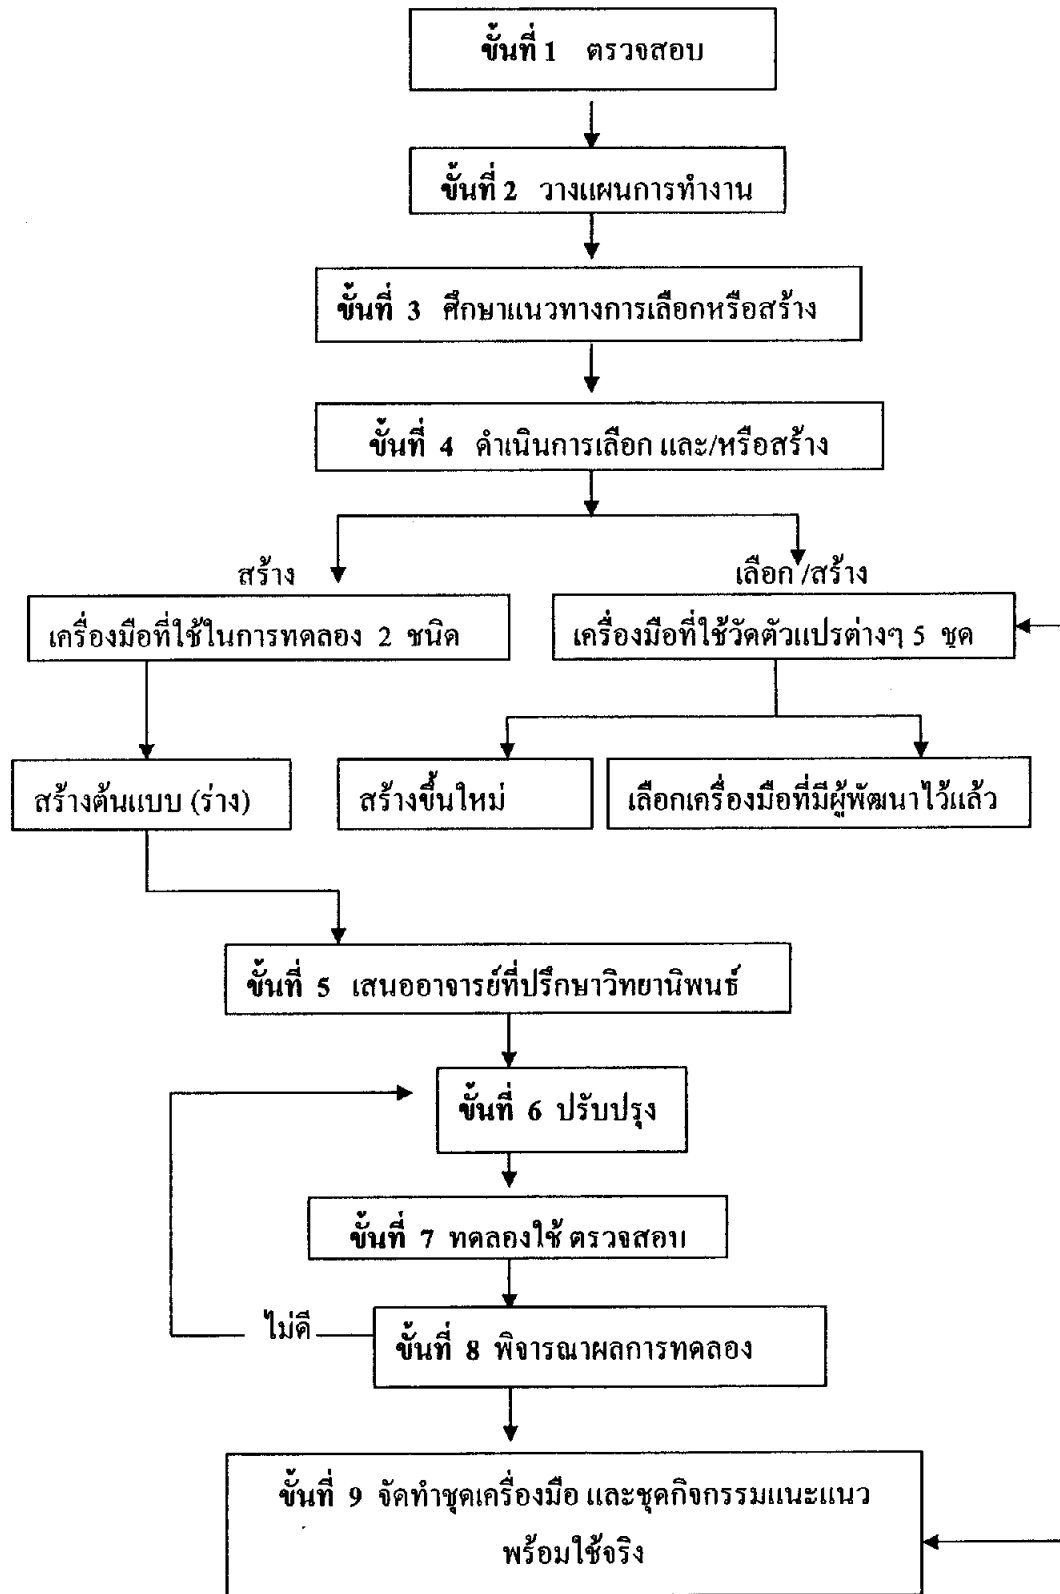 ขั้นที่ 1 ตรวจสอบ
ขั้นที่ 2 วางแผนการทำงาน
ขั้นที่ 3 ศึกษาแนวทางการเลือกหรือสร้าง
ขั้นที่ 4 ดำเนินการเลือก และ/หรือสร้าง
สร้าง
เลือก /สร้าง
เครื่องมือที่ใช้ในการทดลอง 2 ชนิด
เครื่องมือที่ใช้วัดตัวแปรต่างๆ 5 ชุด
สร้างต้นแบบ (ร่าง)
สร้างขึ้นใหม่
เลือกเครื่องมือที่มีผู้พัฒนาไว้แล้ว
ขั้นที่ 5 เสนออาจารย์ที่ปรึกษาวิทยานิพนธ์
ขั้นที่ 6 ปรับปรุง
ขั้นที่ 7 ทดลองใช้ ตรวจสอบ
ไม่ดี
ขั้นที่ 8 พิจารณาผลการทดลอง
ขั้นที่ 9 จัดทำชุดเครื่องมือ และชุดกิจกรรมแนะแนว
พร้อมใช้จริง